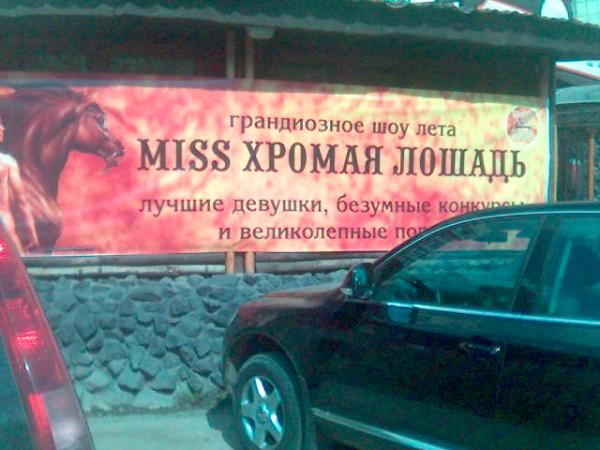 грандиозное шоу лета
MISS ХРОМАЯ ЛОШАДЬ
лучшие девушки, безумные
и великолепные